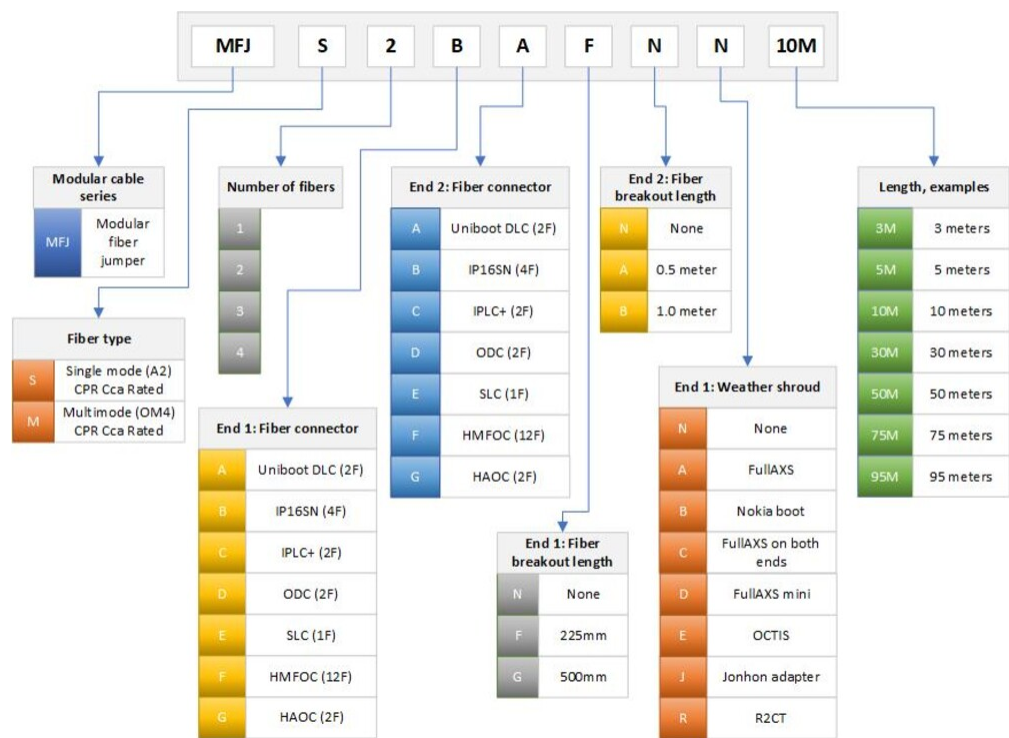 MFJ S 2 B A F N N 10M
Modular cable
series
MFJ
Modular
fiber
jumper
Fiber type
S
Single mode (A2)
CPR Cca Rated
M
Multimode (OM4)
CPR Cca Rated
Number of fibers
1
2
3
4
End 1: Fiber connector
A Uniboot DLC (2F)
B IP16SN (4F)
C IPLC+ (2F)
D ODC (2F)
E SLC (1F)
F HMFOC (12F)
G HAOC (2F)
End 2: Fiber connector
A Uniboot DLC (2F)
B IP16SN (4F)
C IPLC+ (2F)
D ODC (2F)
E SLC (1F)
F HMFOC (12F)
G HAOC (2F)
End 1: Fiber
breakout length
N None
F 225mm
G 500mm
End 2: Fiber
breakout length
N None
A 0.5 meter
B 1.0 meter
End 1: Weather shroud
N None
A FullAXS
B Nokia boot
C FullAXS on both
ends
D FullAXS mini
E OCTIS
J Jonhon adapter
R R2CT
Length, examples
3M 3 meters
5M 5 meters
10M 10 meters
30M 30 meters
50M 50 meters
75M 75 meters
95M 95 meters